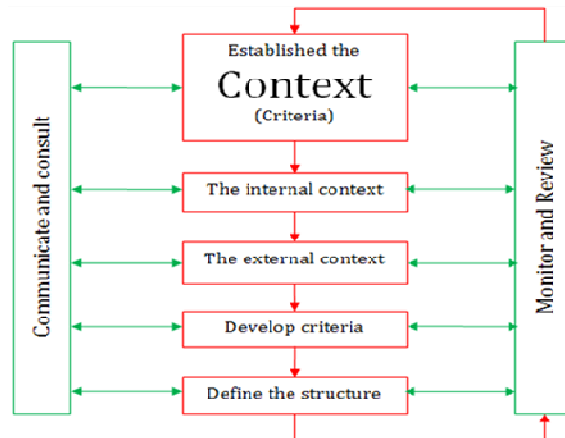 Established the
Context
(Criteria)
The internal context
The external context
Develop criteria
Define the structure
Communicate and consult
Monitor and Review